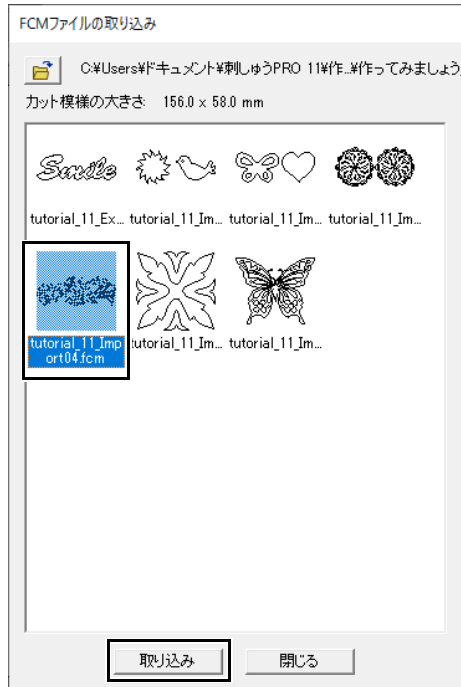 FCMファイルの取り込み
C:¥Users¥ドキュメント¥刺しゅうPRO 11¥作...¥作ってみましょう
カット模様の大きさ 156.0 x 58.0 mm
Smile
tutorial_11_Ex... tutorial_11_Im... tutorial_11_Im... tutorial_11_Im...
tutorial_11_Imp
ort04.fcm
tutorial_11_Im... tutorial_11_Im...
取り込み 閉じる